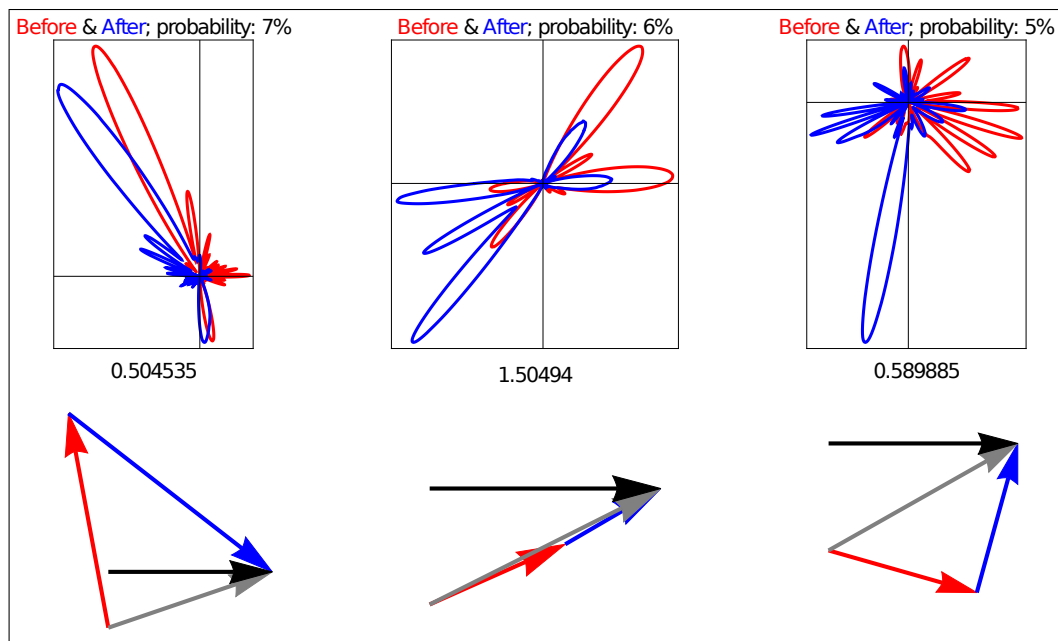 Before & After; probability: 7%
Before & After; probability: 6%
Before & After; probability: 5%
0.504535
1.50494
0.589885